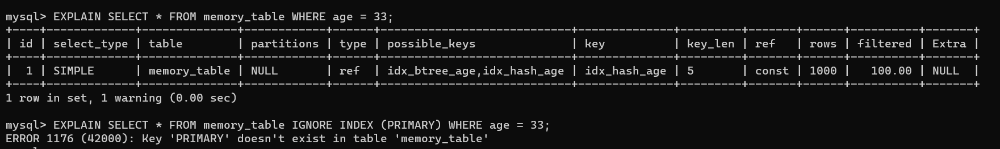 mysql> EXPLAIN SELECT * FROM memory_table WHERE age = 33;
+----+-------------+--------------+------------+------+----------------------------+--------------+---------+-------+------+----------+-------+
| id | select_type | table        | partitions | type | possible_keys              | key          | key_len | ref   | rows | filtered | Extra |
+----+-------------+--------------+------------+------+----------------------------+--------------+---------+-------+------+----------+-------+
|  1 | SIMPLE      | memory_table | NULL       | ref  | idx_btree_age,idx_hash_age | idx_hash_age | 5       | const | 1000 |   100.00 | NULL  |
+----+-------------+--------------+------------+------+----------------------------+--------------+---------+-------+------+----------+-------+
1 row in set, 1 warning (0.00 sec)
mysql> EXPLAIN SELECT * FROM memory_table IGNORE INDEX (PRIMARY) WHERE age = 33;
ERROR 1176 (42000): Key 'PRIMARY' doesn't exist in table 'memory_table'